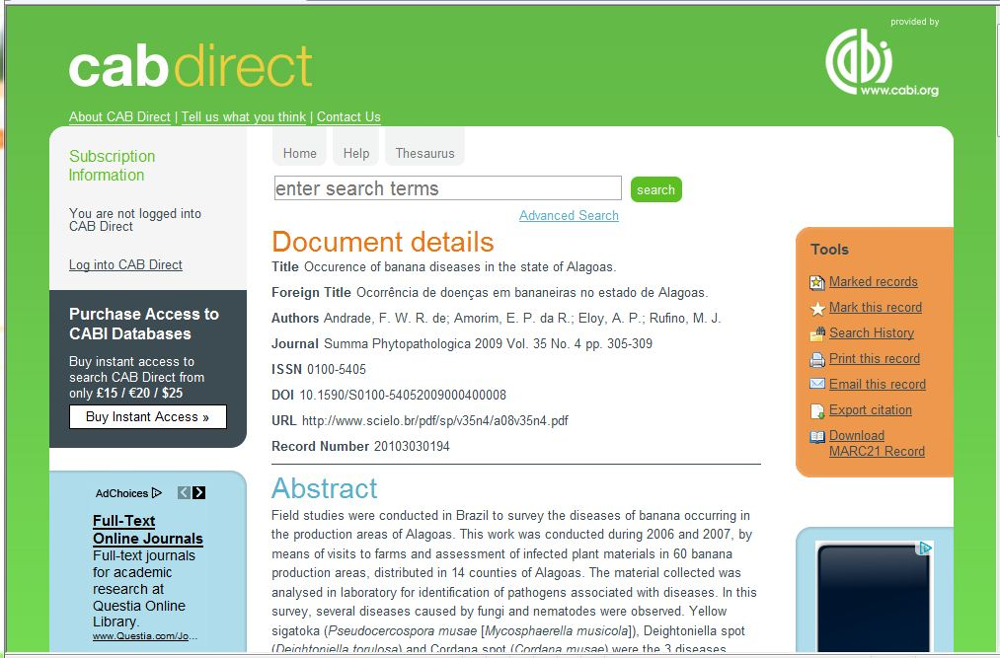 provided by
cabdirect
cabi
www.cabi.org
About CAB Direct | Tell us what you think | Contact Us
Subscription
Information
You are not logged into
CAB Direct
Log into CAB Direct
Purchase Access to
CABI Databases
Buy instant access to
search CAB Direct from
only £15 / €20 / $25
Buy Instant Access »
AdChoices
Full-Text
Online Journals
Full-text journals
for academic
research at
Questia Online
Library.
www.Questia.com/Jo...
Home Help Thesaurus
enter search terms search
Advanced Search
Document details
Title Occurence of banana diseases in the state of Alagoas.
Foreign Title Ocorrência de doenças em bananeiras no estado de Alagoas.
Authors Andrade, F. W. R. de; Amorim, E. P. da R.; Eloy, A. P.; Rufino, M. J.
Journal Summa Phytopathologica 2009 Vol. 35 No. 4 pp. 305-309
ISSN 0100-5405
DOI 10.1590/S0100-54052009000400008
URL http://www.scielo.br/pdf/sp/v35n4/a08v35n4.pdf
Record Number 20103030194
Abstract
Field studies were conducted in Brazil to survey the diseases of banana occurring in
the production areas of Alagoas. This work was conducted during 2006 and 2007, by
means of visits to farms and assessment of infected plant materials in 60 banana
production areas, distributed in 14 counties of Alagoas. The material collected was
analysed in laboratory for identification of pathogens associated with diseases. In this
survey, several diseases caused by fungi and nematodes were observed. Yellow
sigatoka (Pseudocercospora musae [Mycosphaerella musicola]), Deightoniella spot
(Deightoniella torulosa) and Cordana spot (Cordana musae) were the 3 diseases
Tools
Marked records
Mark this record
Search History
Print this record
Email this record
Export citation
Download
MARC21 Record